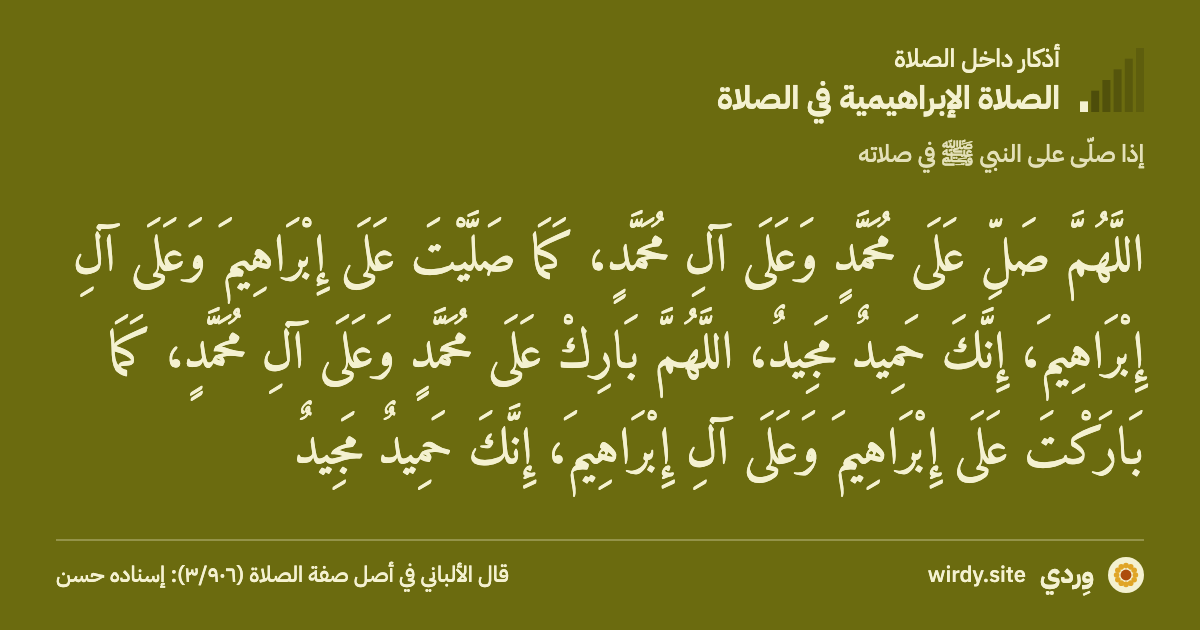 أذكار داخل الصلاة
الصلاة الإبراهيمية في الصلاة
إذا صلّى على النبي ﷺ في صلاته
اللَّهُمَّ صَلِّ عَلَى مُحَمَّدٍ وَعَلَى آلِ مُحَمَّدٍ، كَمَا صَلَّيْتَ عَلَى إِبْرَاهِيمَ وَعَلَى آلِ
إِبْرَاهِيمَ، إِنَّكَ حَمِيدٌ مَجِيدٌ، اللَّهُمَّ بَارِكْ عَلَى مُحَمَّدٍ وَعَلَى آلِ مُحَمَّدٍ، كَمَا
بَارَكْتَ عَلَى إِبْرَاهِيمَ وَعَلَى آلِ إِبْرَاهِيمَ، إِنَّكَ حَمِيدٌ مَجِيدٌ
وِردي wirdy.site
قال الألباني في أصل صفة الصلاة (٣/٩٠٦): إسناده حسن